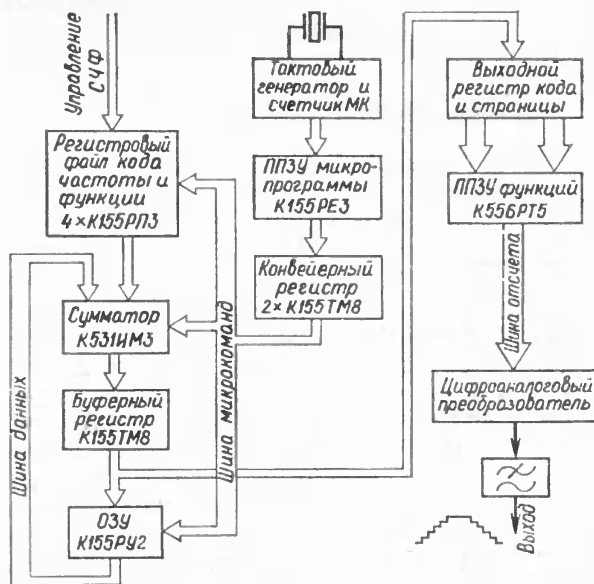 Управление
СЧФ
Регистровый
файл кода
частоты и
функции
4×К155РП3
Сумматор
К531ИМ3
Буферный
регистр
К155ТМ8
ОЗУ
К155РУ2
Шина данных
Тактовый
генератор и
счетчик МК
ППЗУ микро-
программы
К155РЕ3
Конвейерный
регистр
2×К155ТМ8
Шина микрокоманд
Выходной
регистр кода
и страницы
ППЗУ функций
К556РТ5
Шина отсчета
Цифроаналоговый
преобразователь
Выход